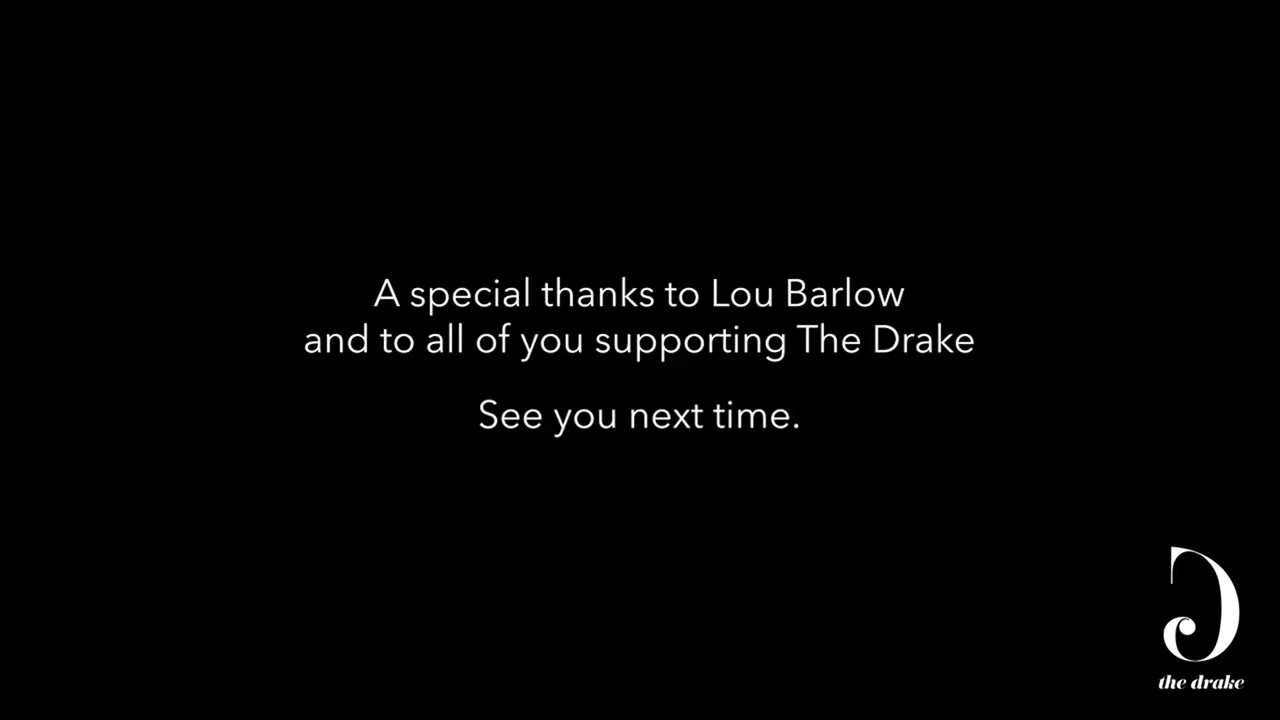 A special thanks to Lou Barlow
and to all of you supporting The Drake
See you next time.
the drake